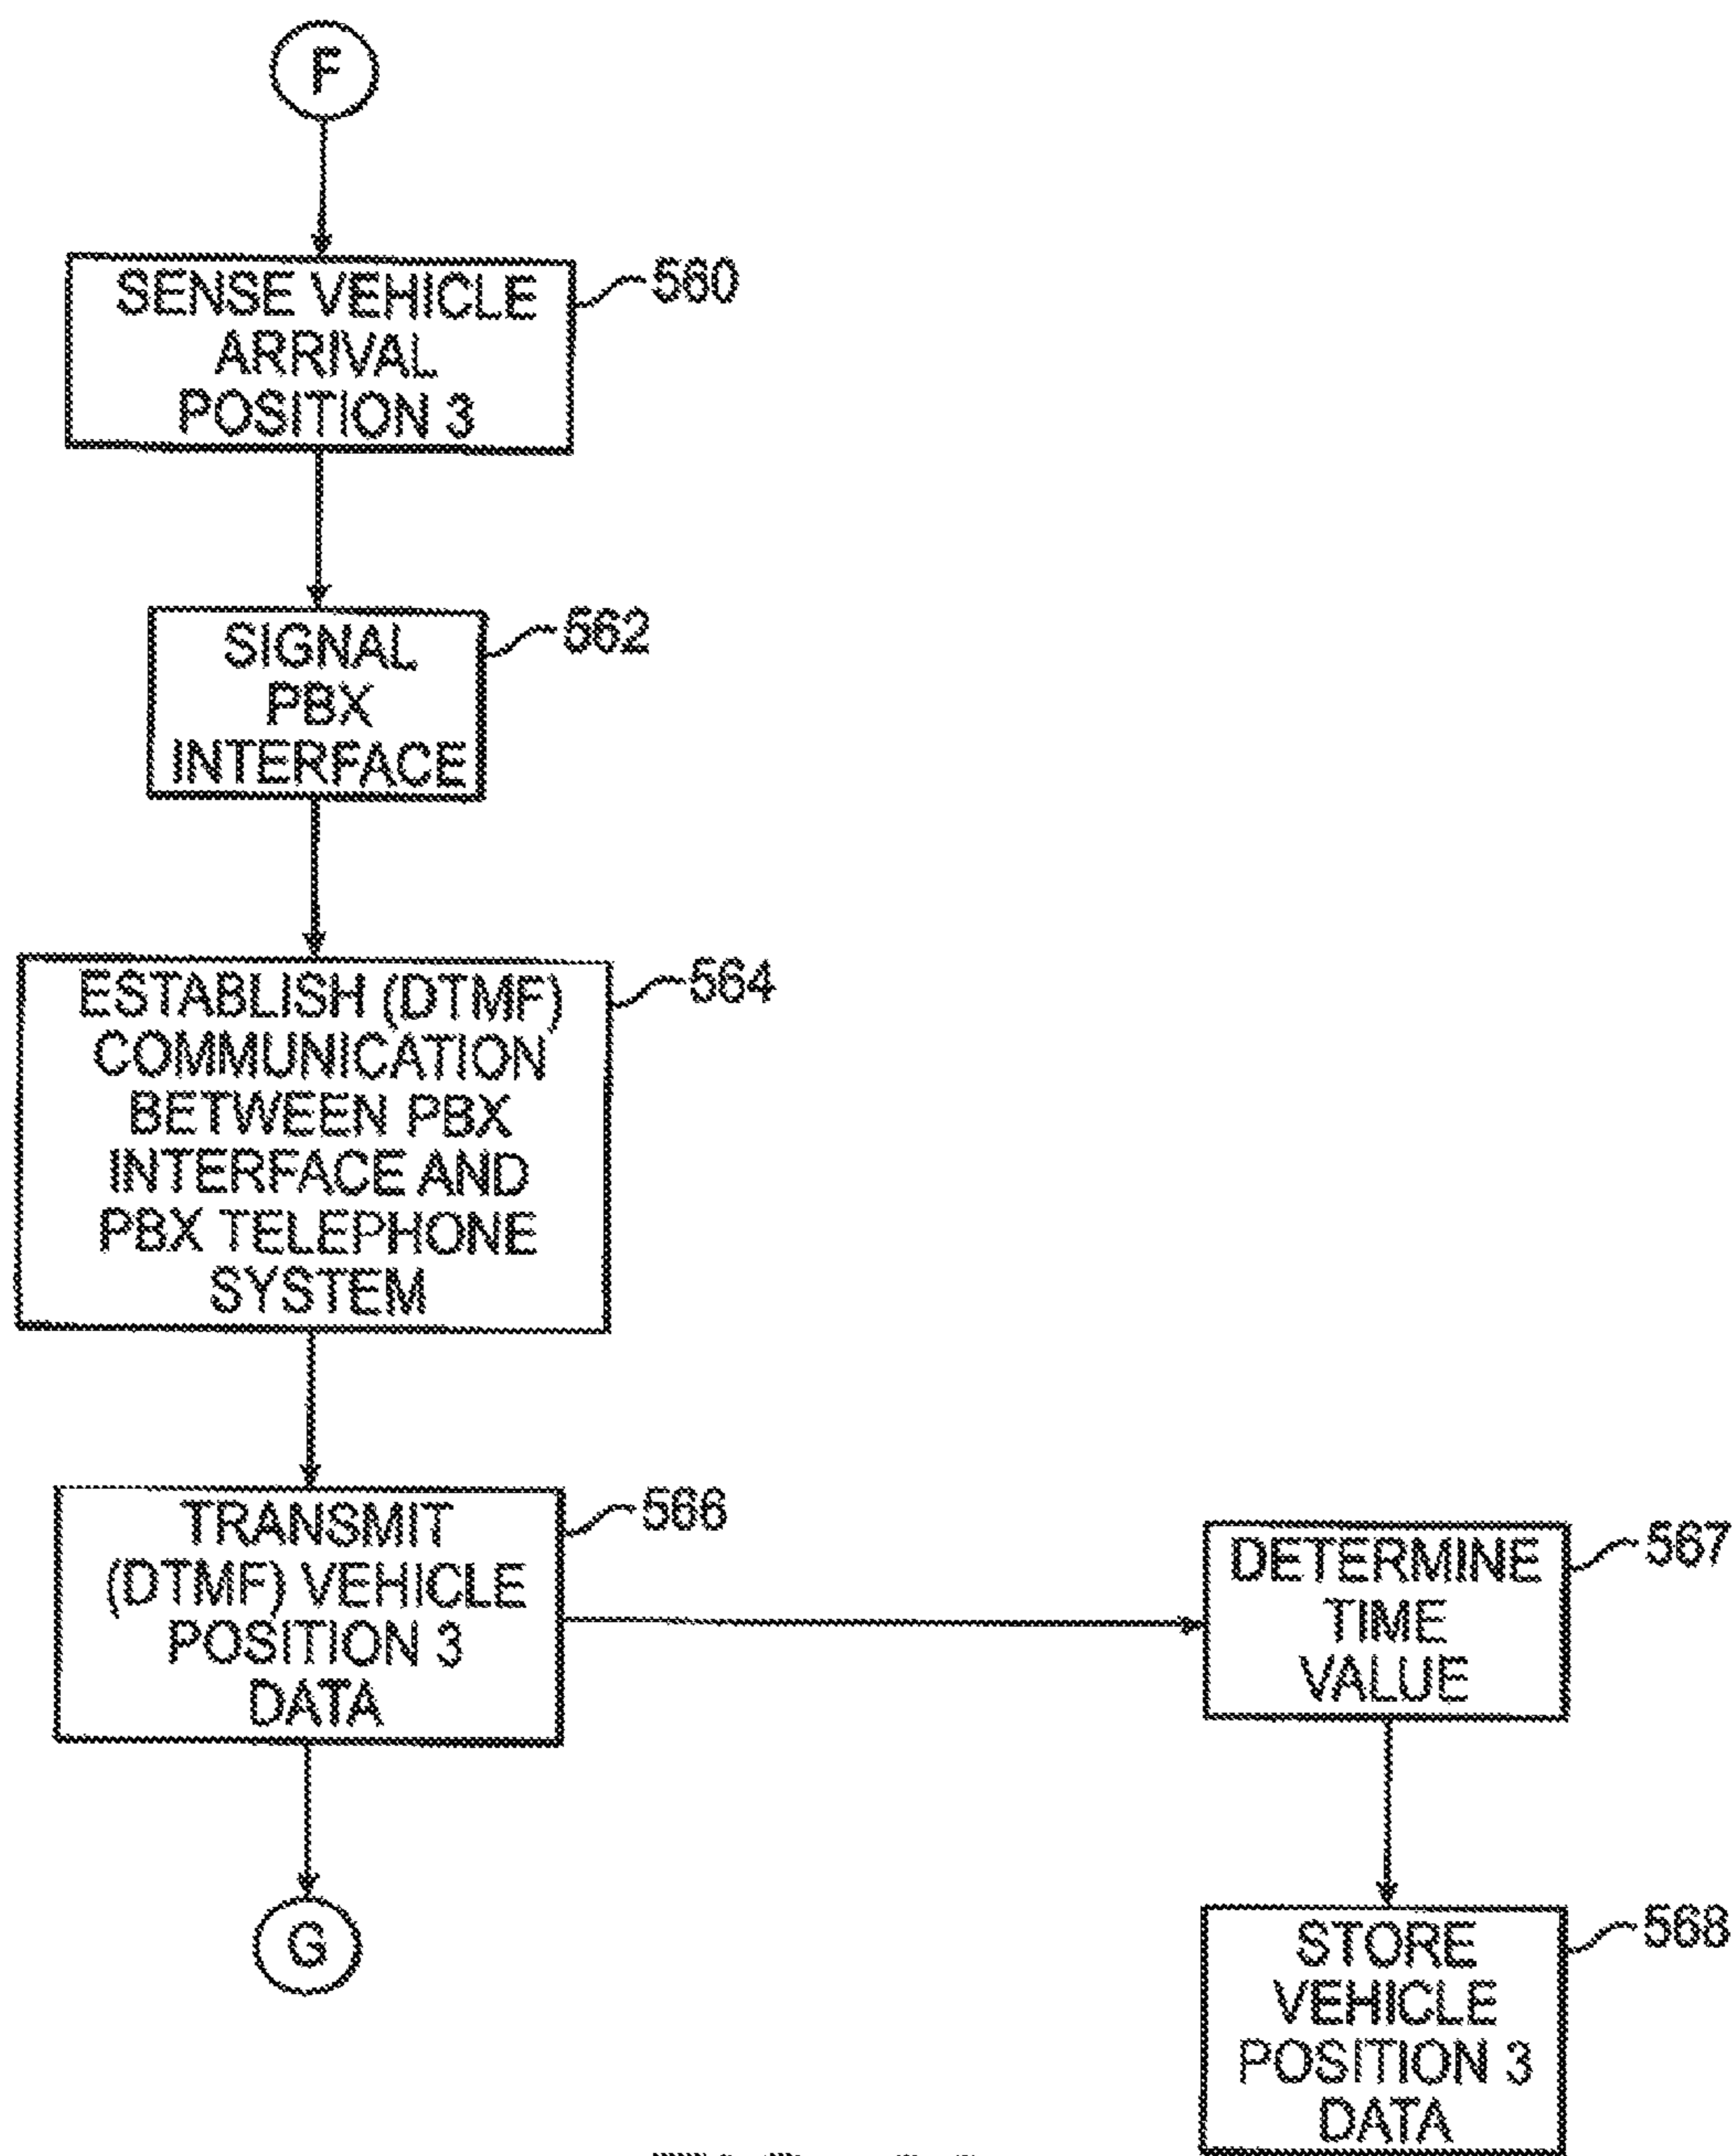 F
SENSE VEHICLE
ARRIVAL
POSITION 3
560
SIGNAL
PBX
INTERFACE
562
ESTABLISH (DTMF)
COMMUNICATION
BETWEEN PBX
INTERFACE AND
PBX TELEPHONE
SYSTEM
564
TRANSMIT
(DTMF) VEHICLE
POSITION 3
DATA
566
DETERMINE
TIME
VALUE
567
G
STORE
VEHICLE
POSITION 3
DATA
568